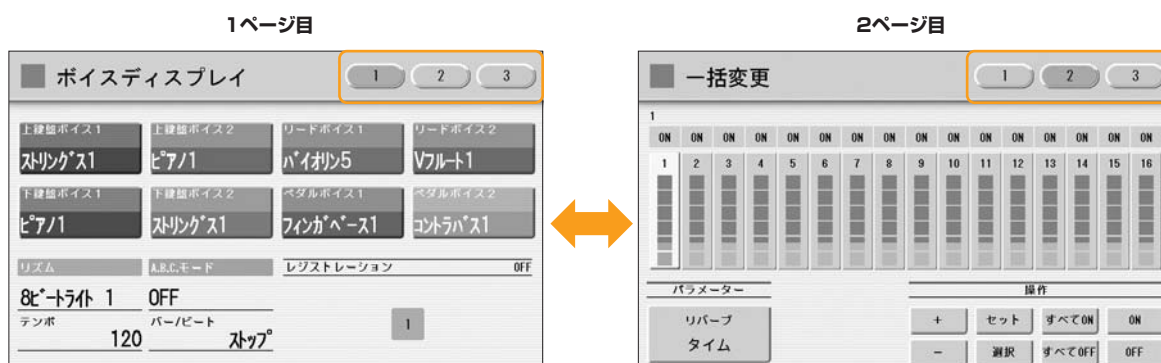 1ページ目
ボイスディスプレイ 1 2 3
上鍵盤ボイス1 上鍵盤ボイス2 リードボイス1 リードボイス2
ストリングス1 ピアノ1 バイオリン5 Vフルート1
下鍵盤ボイス1 下鍵盤ボイス2 ペダルボイス1 ペダルボイス2
ピアノ1 ストリングス1 フィンガベース1 コントラバス1
リズム A.B.C.モード レジストレーション OFF
8ビートライト 1 OFF
テンポ バー/ビート
120 ストップ 1
2ページ目
一括変更 1 2 3
1
ON ON ON ON ON ON ON ON ON ON ON ON ON ON ON ON
1 2 3 4 5 6 7 8 9 10 11 12 13 14 15 16
パラメーター 操作
リバーブ + セット すべてON ON
タイム − 選択 すべてOFF OFF